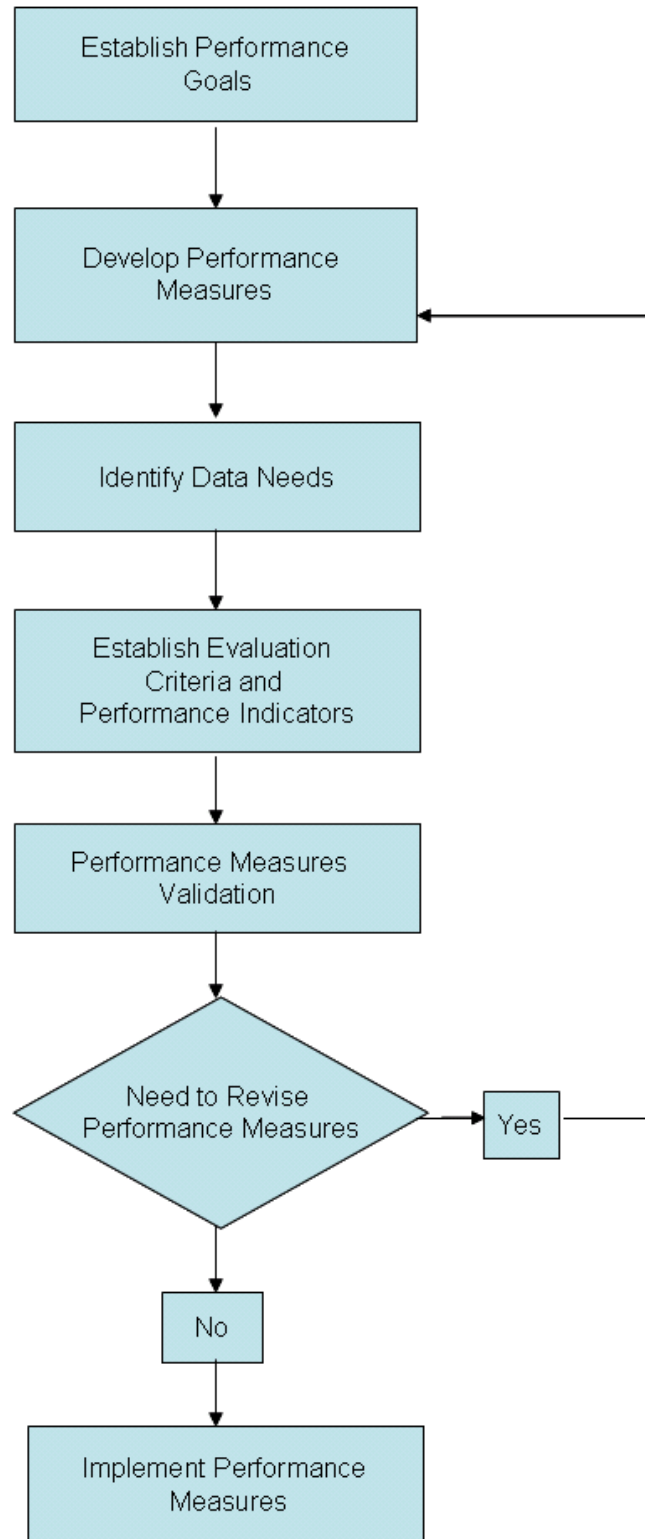 Establish Performance
Goals
Develop Performance
Measures
Identify Data Needs
Establish Evaluation
Criteria and
Performance Indicators
Performance Measures
Validation
Need to Revise
Performance Measures
Yes
No
Implement Performance
Measures